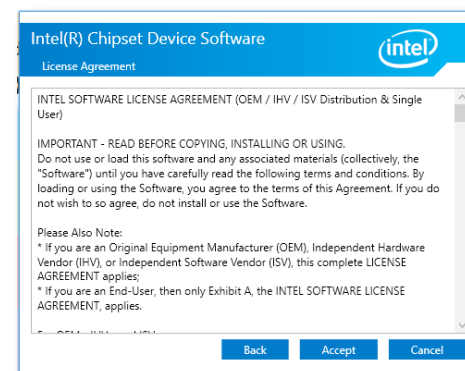 Intel(R) Chipset Device Software
intel
License Agreement
INTEL SOFTWARE LICENSE AGREEMENT (OEM / IHV / ISV Distribution & Single
User)
IMPORTANT - READ BEFORE COPYING, INSTALLING OR USING.
Do not use or load this software and any associated materials (collectively, the
"Software") until you have carefully read the following terms and conditions. By
loading or using the Software, you agree to the terms of this Agreement. If you do
not wish to so agree, do not install or use the Software.
Please Also Note:
* If you are an Original Equipment Manufacturer (OEM), Independent Hardware
Vendor (IHV), or Independent Software Vendor (ISV), this complete LICENSE
AGREEMENT applies;
* If you are an End-User, then only Exhibit A, the INTEL SOFTWARE LICENSE
AGREEMENT, applies.
Back Accept Cancel